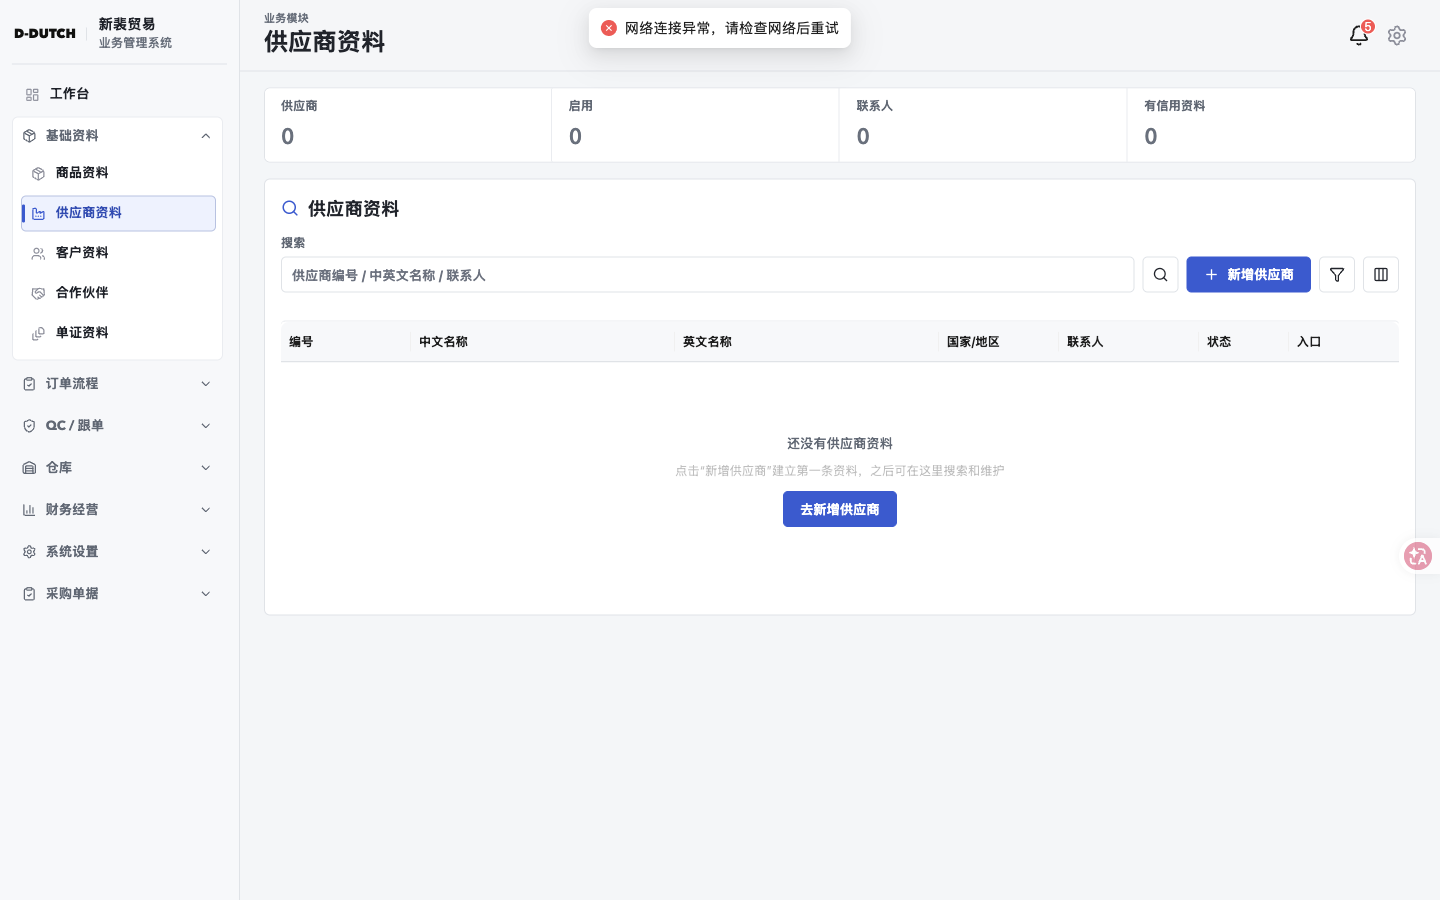 D-DUTCH
新裴贸易
业务管理系统
工作台
基础资料
商品资料
供应商资料
客户资料
合作伙伴
单证资料
订单流程
QC / 跟单
仓库
财务经营
系统设置
采购单据
业务模块
供应商资料
网络连接异常，请检查网络后重试
5
供应商
0
启用
0
联系人
0
有信用资料
0
供应商资料
搜索
供应商编号 / 中英文名称 / 联系人
新增供应商
编号 中文名称 英文名称 国家/地区 联系人 状态 入口
还没有供应商资料
点击“新增供应商”建立第一条资料，之后可在这里搜索和维护
去新增供应商